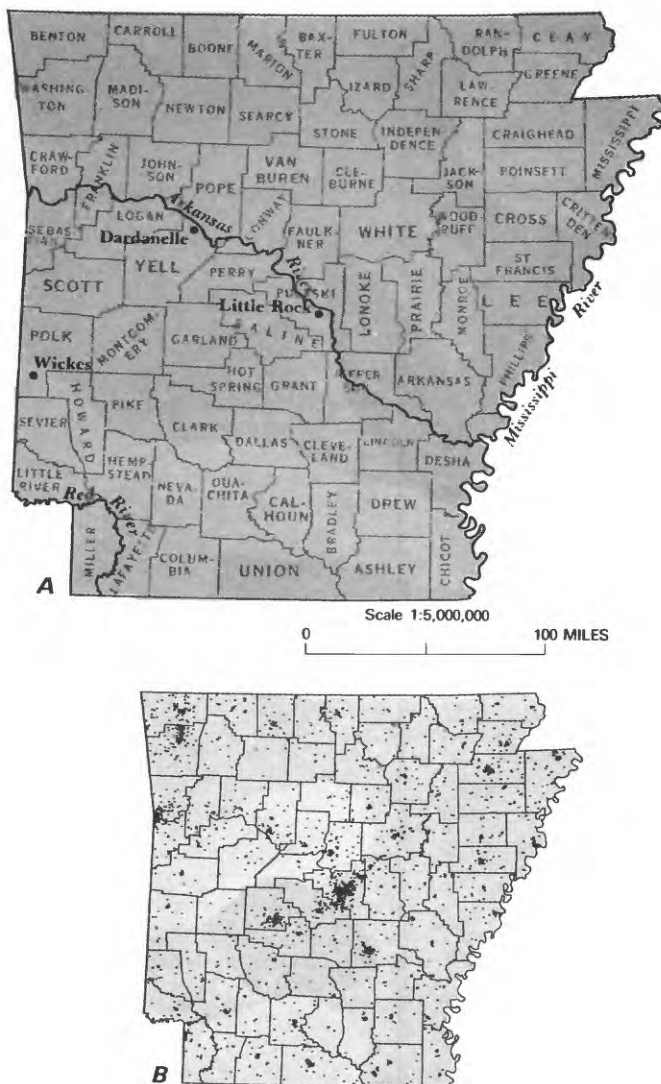 BENTON
CARROLL
BOONE
MARION
BAX-
TER
FULTON
SHARP
RAN-
DOLPH
CLAY
WASHING-
TON
MADI-
SON
NEWTON
SEARCY
STONE
IZARD
INDEPEN-
DENCE
LAW-
RENCE
GREENE
CRAIGHEAD
MISSISSIPPI
CRAW-
FORD
FRANKLIN
JOHN-
SON
POPE
VAN
BUREN
CLE-
BURNE
JACK-
SON
POINSETT
LOGAN
Arkansas
FAULK-
NER
WHITE
WOOD-
RUFF
CROSS
CRITTEN
DEN
SEBAS
TIAN
Dardanelle
SCOTT
YELL
PERRY
River
PULASKI
Little Rock
LONOKE
PRAIRIE
MONROE
ST
FRANCIS
LEE
River
POLK
Wickes
MONTGOM-
ERY
GARLAND
SALINE
HOT
SPRING
GRANT
JEFFER-
SON
ARKANSAS
PHILLIPS
Mississippi
SEVIER
HOWARD
PIKE
CLARK
DALLAS
CLEVE-
LAND
LINCOLN
DESHA
LITTLE
RIVER
HEMP-
STEAD
NEVA-
DA
OUA-
CHITA
CAL-
HOUN
BRADLEY
DREW
Red River
MILLER
LAFAYETTE
COLUM-
BIA
UNION
ASHLEY
CHICOT
A
Scale 1:5,000,000
0 100 MILES
B